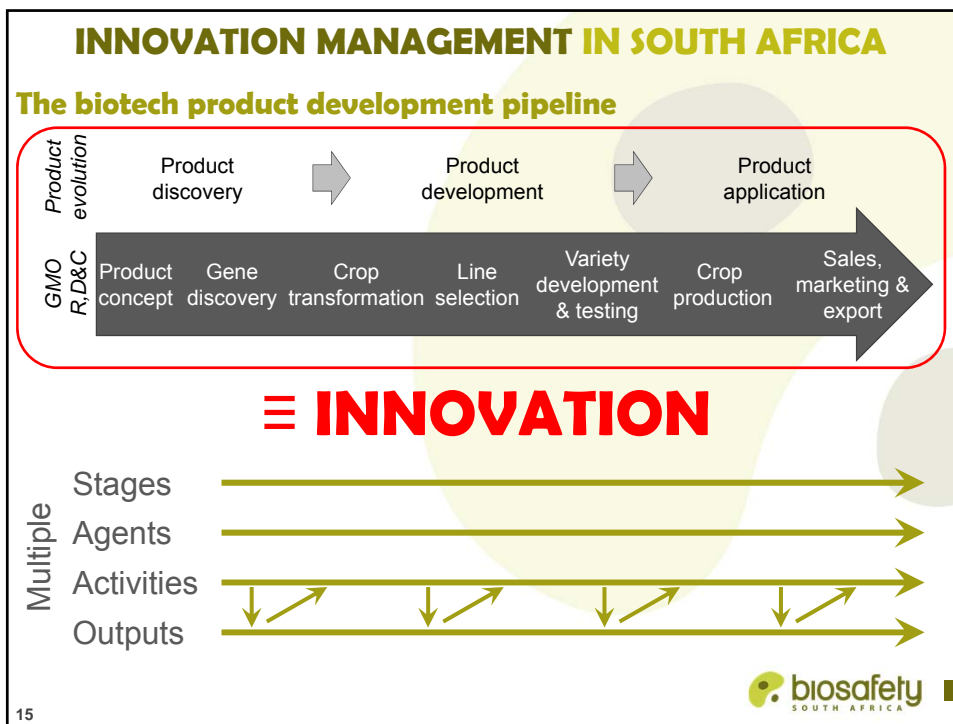 INNOVATION MANAGEMENT IN SOUTH AFRICA
The biotech product development pipeline
Product
evolution
Product
discovery
Product
development
Product
application
GMO
R,D&C
Product
concept
Gene
discovery
Crop
transformation
Line
selection
Variety
development
& testing
Crop
production
Sales,
marketing &
export
≡ INNOVATION
Multiple
Stages
Agents
Activities
Outputs
biosafety
SOUTH AFRICA
15